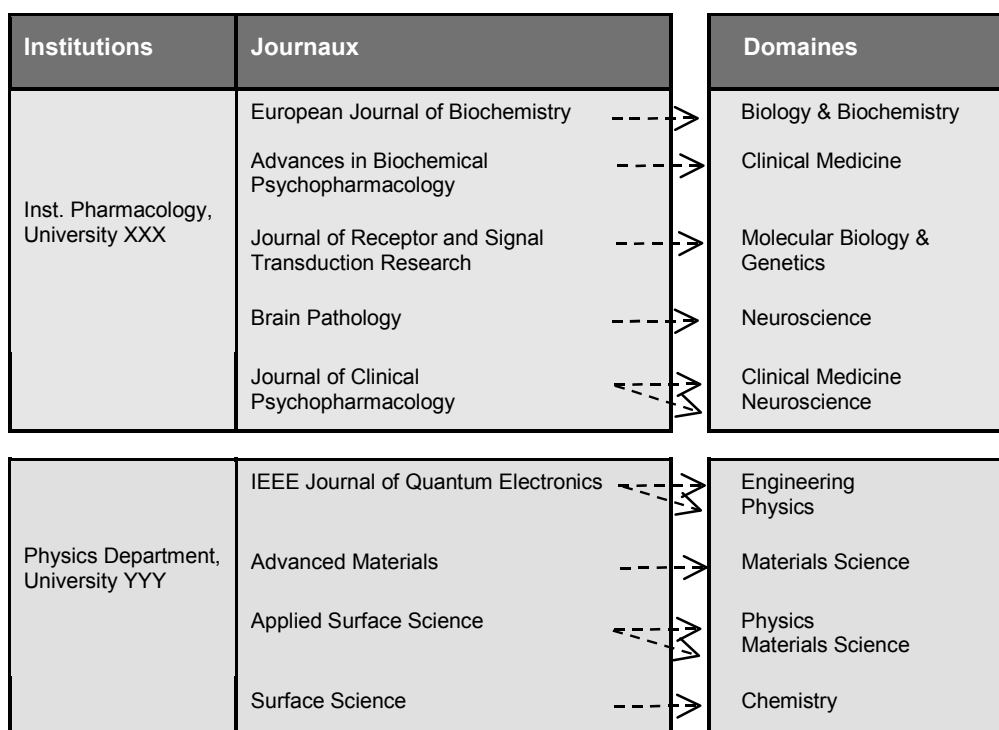 Institutions Journaux Domaines
European Journal of Biochemistry Biology & Biochemistry
Advances in Biochemical Clinical Medicine
Psychopharmacology
Inst. Pharmacology,
University XXX
Journal of Receptor and Signal Molecular Biology &
Transduction Research Genetics
Brain Pathology Neuroscience
Journal of Clinical Clinical Medicine
Psychopharmacology Neuroscience
IEEE Journal of Quantum Electronics Engineering
Physics
Physics Department, Advanced Materials Materials Science
University YYY
Applied Surface Science Physics
Materials Science
Surface Science Chemistry